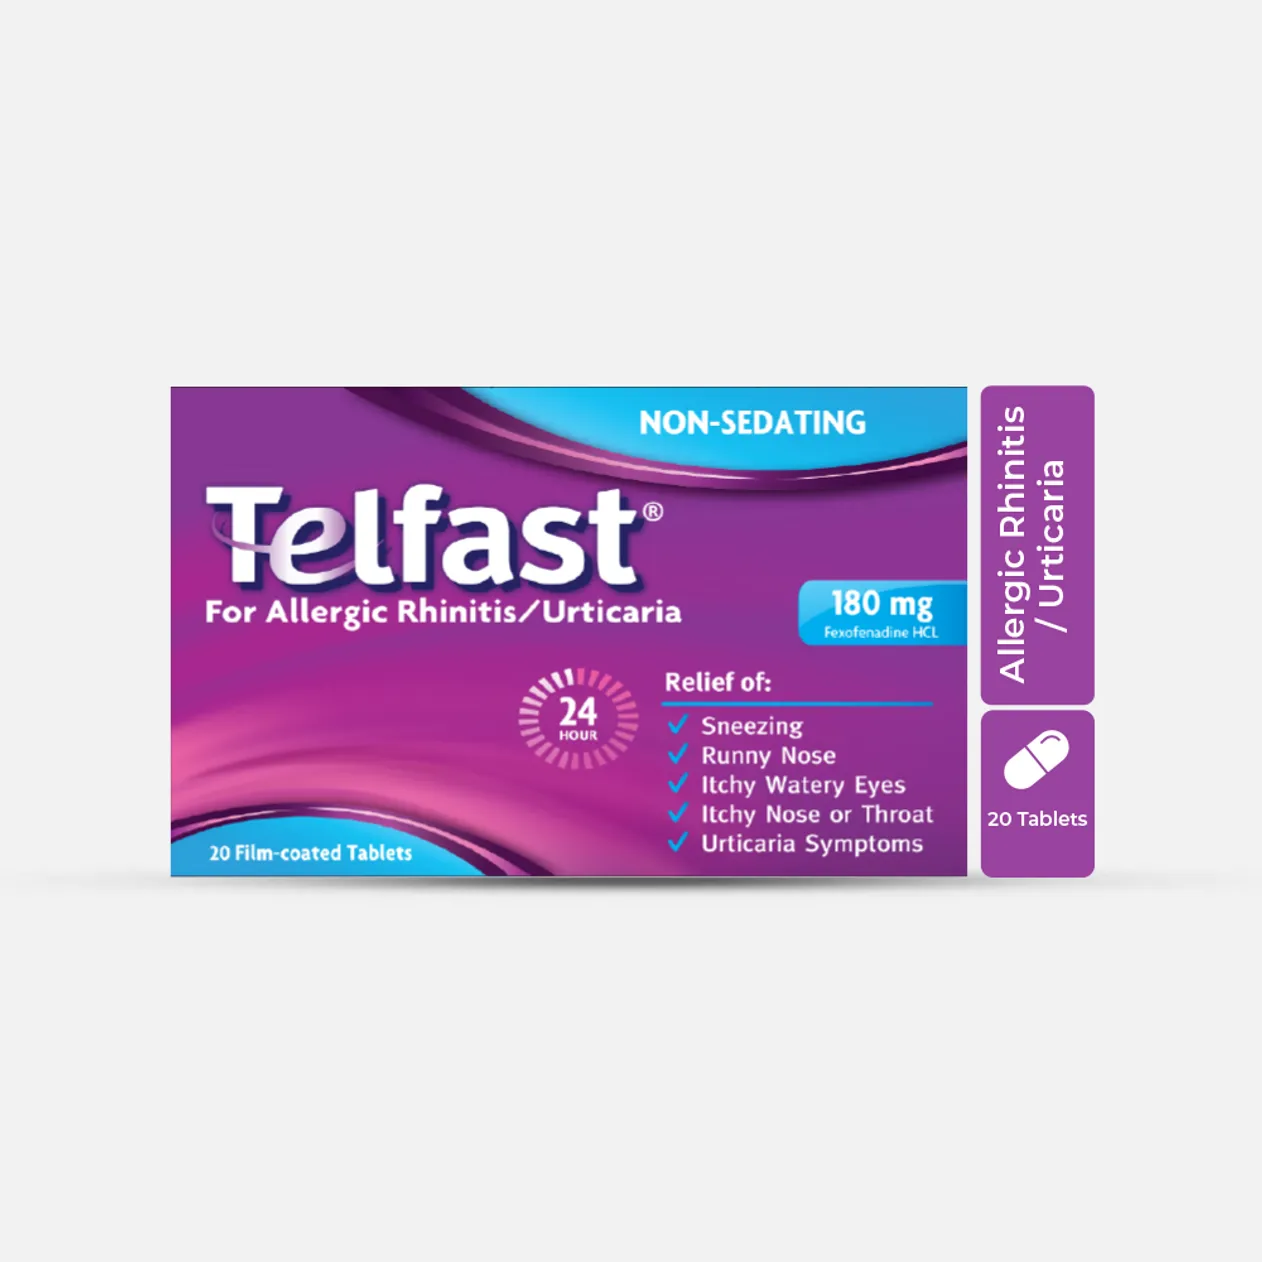 NON-SEDATING
Telfast®
For Allergic Rhinitis/Urticaria
180 mg
Fexofenadine HCL
24
HOUR
Relief of:
✓ Sneezing
✓ Runny Nose
✓ Itchy Watery Eyes
✓ Itchy Nose or Throat
✓ Urticaria Symptoms
20 Film-coated Tablets
Allergic Rhinitis
/ Urticaria
20 Tablets